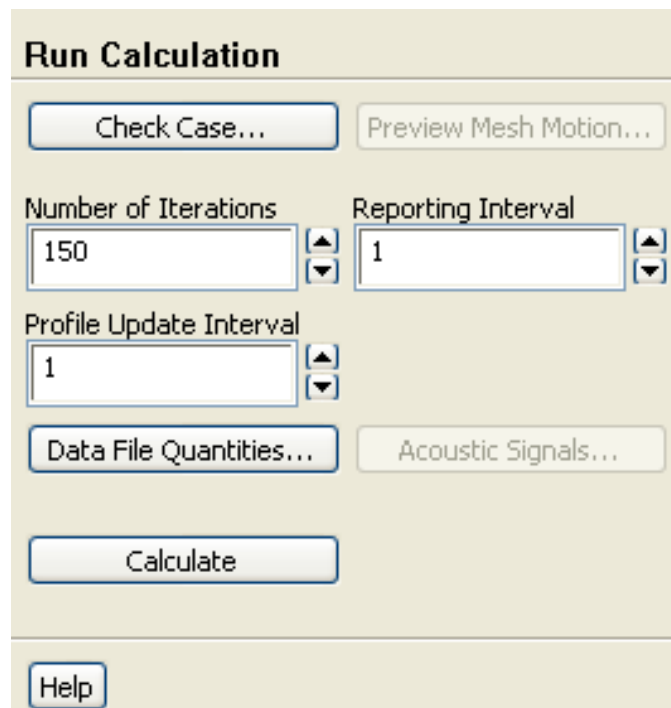 Run Calculation
Check Case... Preview Mesh Motion...
Number of Iterations Reporting Interval
150 1
Profile Update Interval
1
Data File Quantities... Acoustic Signals...
Calculate
Help